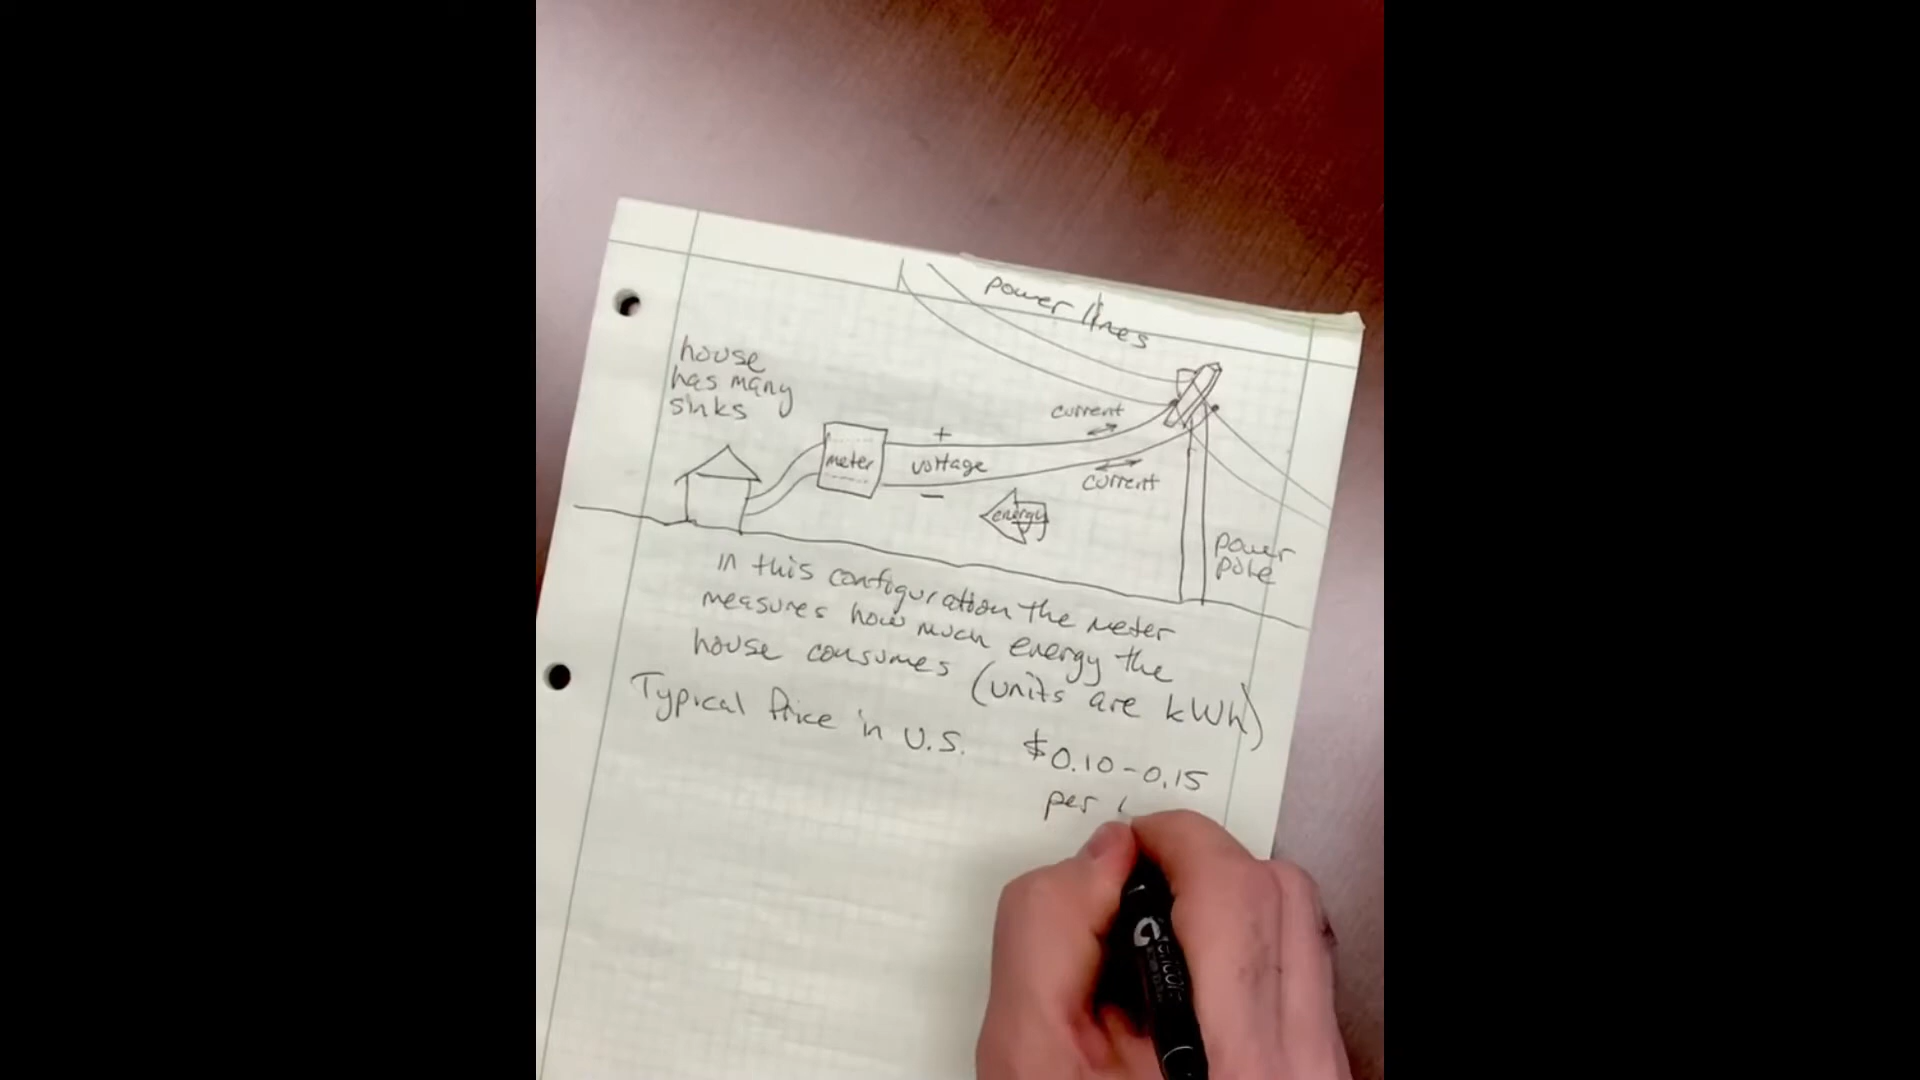 power lines
house
has many
sinks
current
+
meter
voltage
current
−
energy
power
pole
in this configuration the meter
measures how much energy the
house consumes (units are kWh)
Typical Price in U.S. $0.10-0.15
per